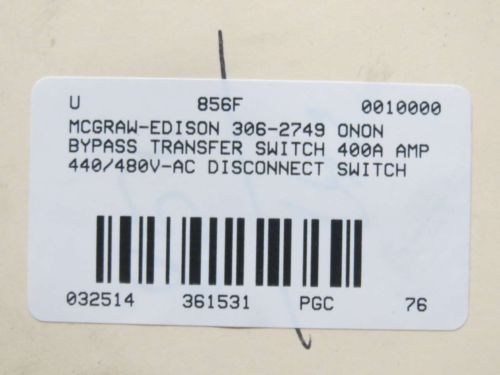 U 856F 0010000
MCGRAW-EDISON 306-2749 ONON
BYPASS TRANSFER SWITCH 400A AMP
440/480V-AC DISCONNECT SWITCH
032514 361531 PGC 76